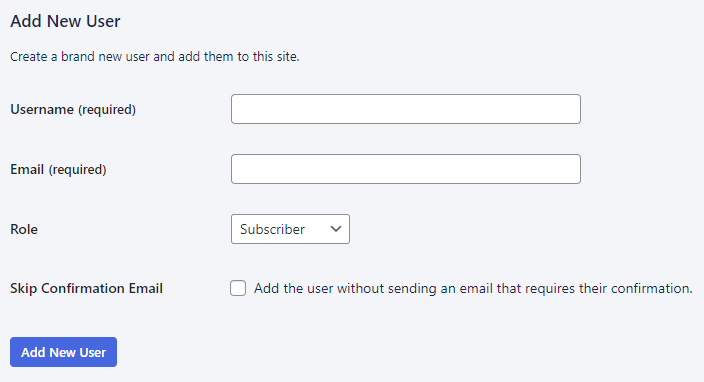 Add New User
Create a brand new user and add them to this site.
Username (required)
Email (required)
Role Subscriber
Skip Confirmation Email Add the user without sending an email that requires their confirmation.
Add New User